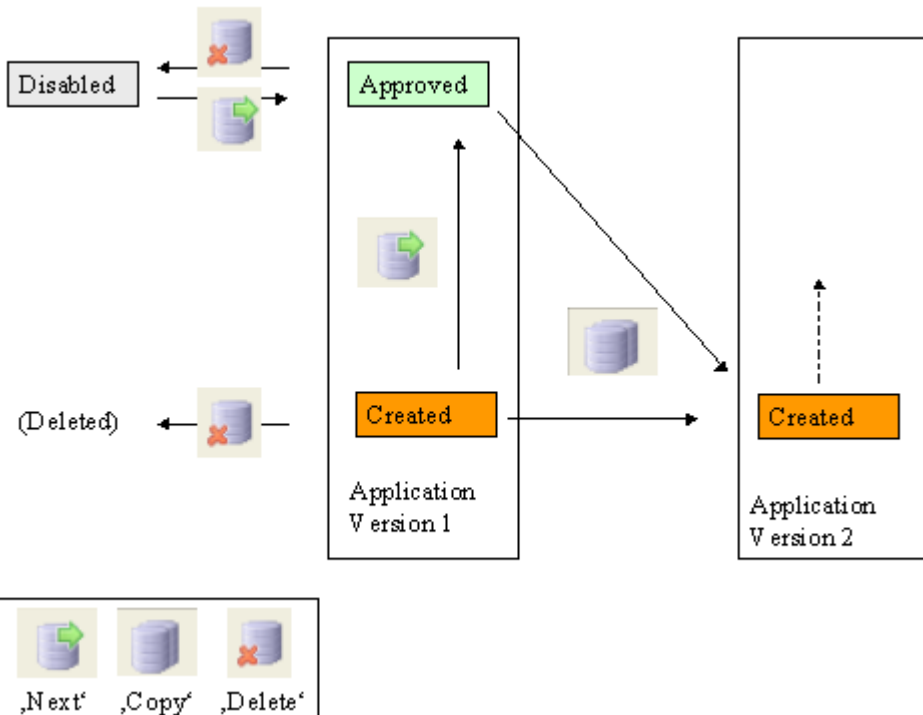 Disabled
Approved
(Deleted)
Created
Created
Application
Version 1
Application
Version 2
‚Next‘
‚Copy‘
‚Delete‘